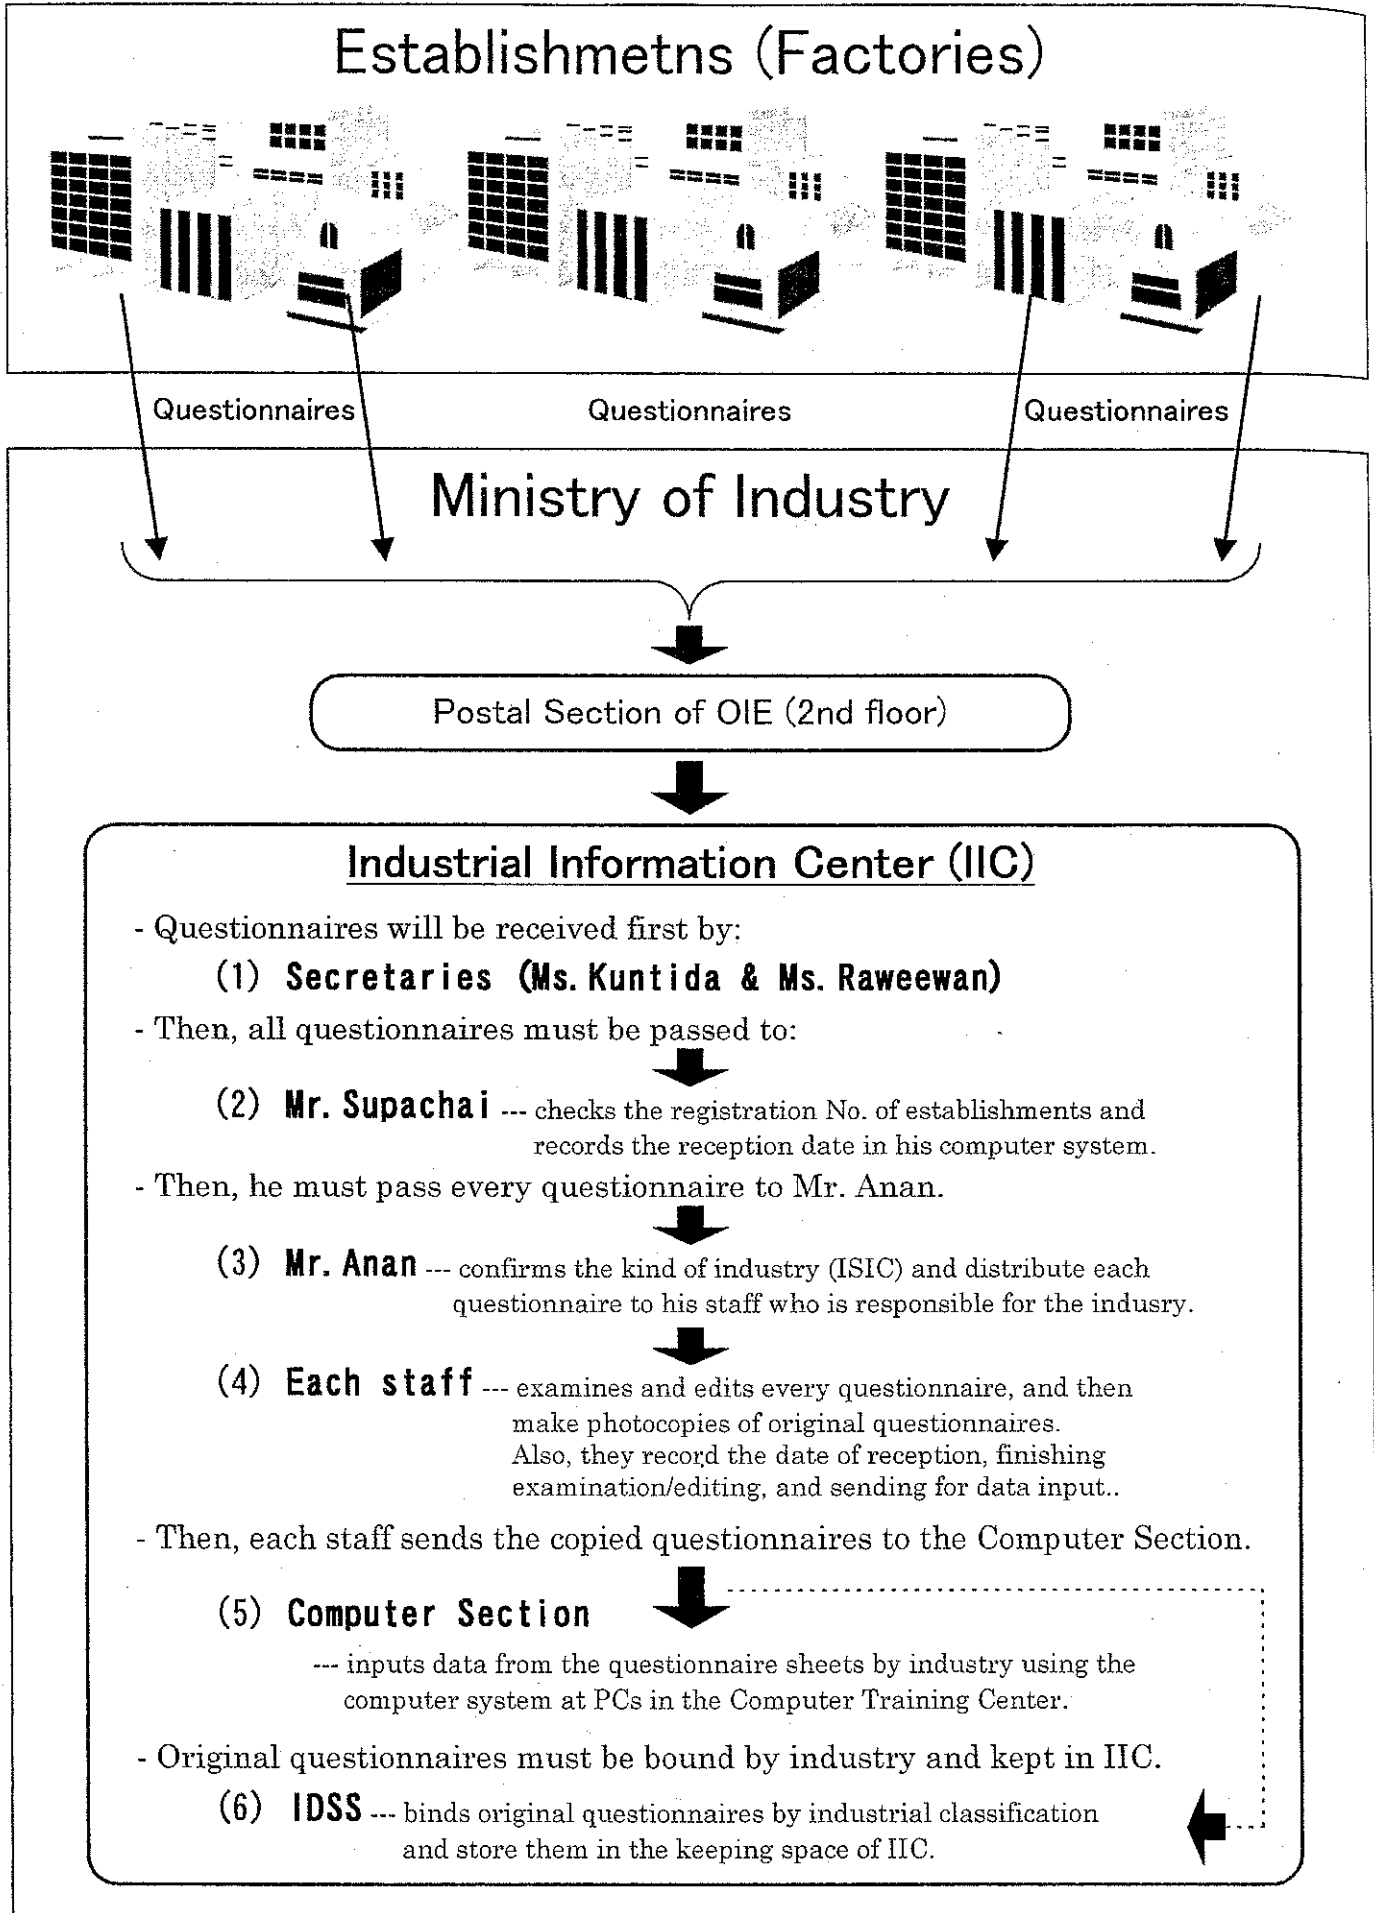 Establishmetns (Factories)
Questionnaires Questionnaires Questionnaires
Ministry of Industry
Postal Section of OIE (2nd floor)
Industrial Information Center (IIC)
- Questionnaires will be received first by:
(1) Secretaries (Ms. Kuntida & Ms. Raweewan)
- Then, all questionnaires must be passed to:
(2) Mr. Supachai --- checks the registration No. of establishments and
records the reception date in his computer system.
- Then, he must pass every questionnaire to Mr. Anan.
(3) Mr. Anan --- confirms the kind of industry (ISIC) and distribute each
questionnaire to his staff who is responsible for the indusry.
(4) Each staff --- examines and edits every questionnaire, and then
make photocopies of original questionnaires.
Also, they record the date of reception, finishing
examination/editing, and sending for data input..
- Then, each staff sends the copied questionnaires to the Computer Section.
(5) Computer Section
--- inputs data from the questionnaire sheets by industry using the
computer system at PCs in the Computer Training Center.
- Original questionnaires must be bound by industry and kept in IIC.
(6) IDSS --- binds original questionnaires by industrial classification
and store them in the keeping space of IIC.